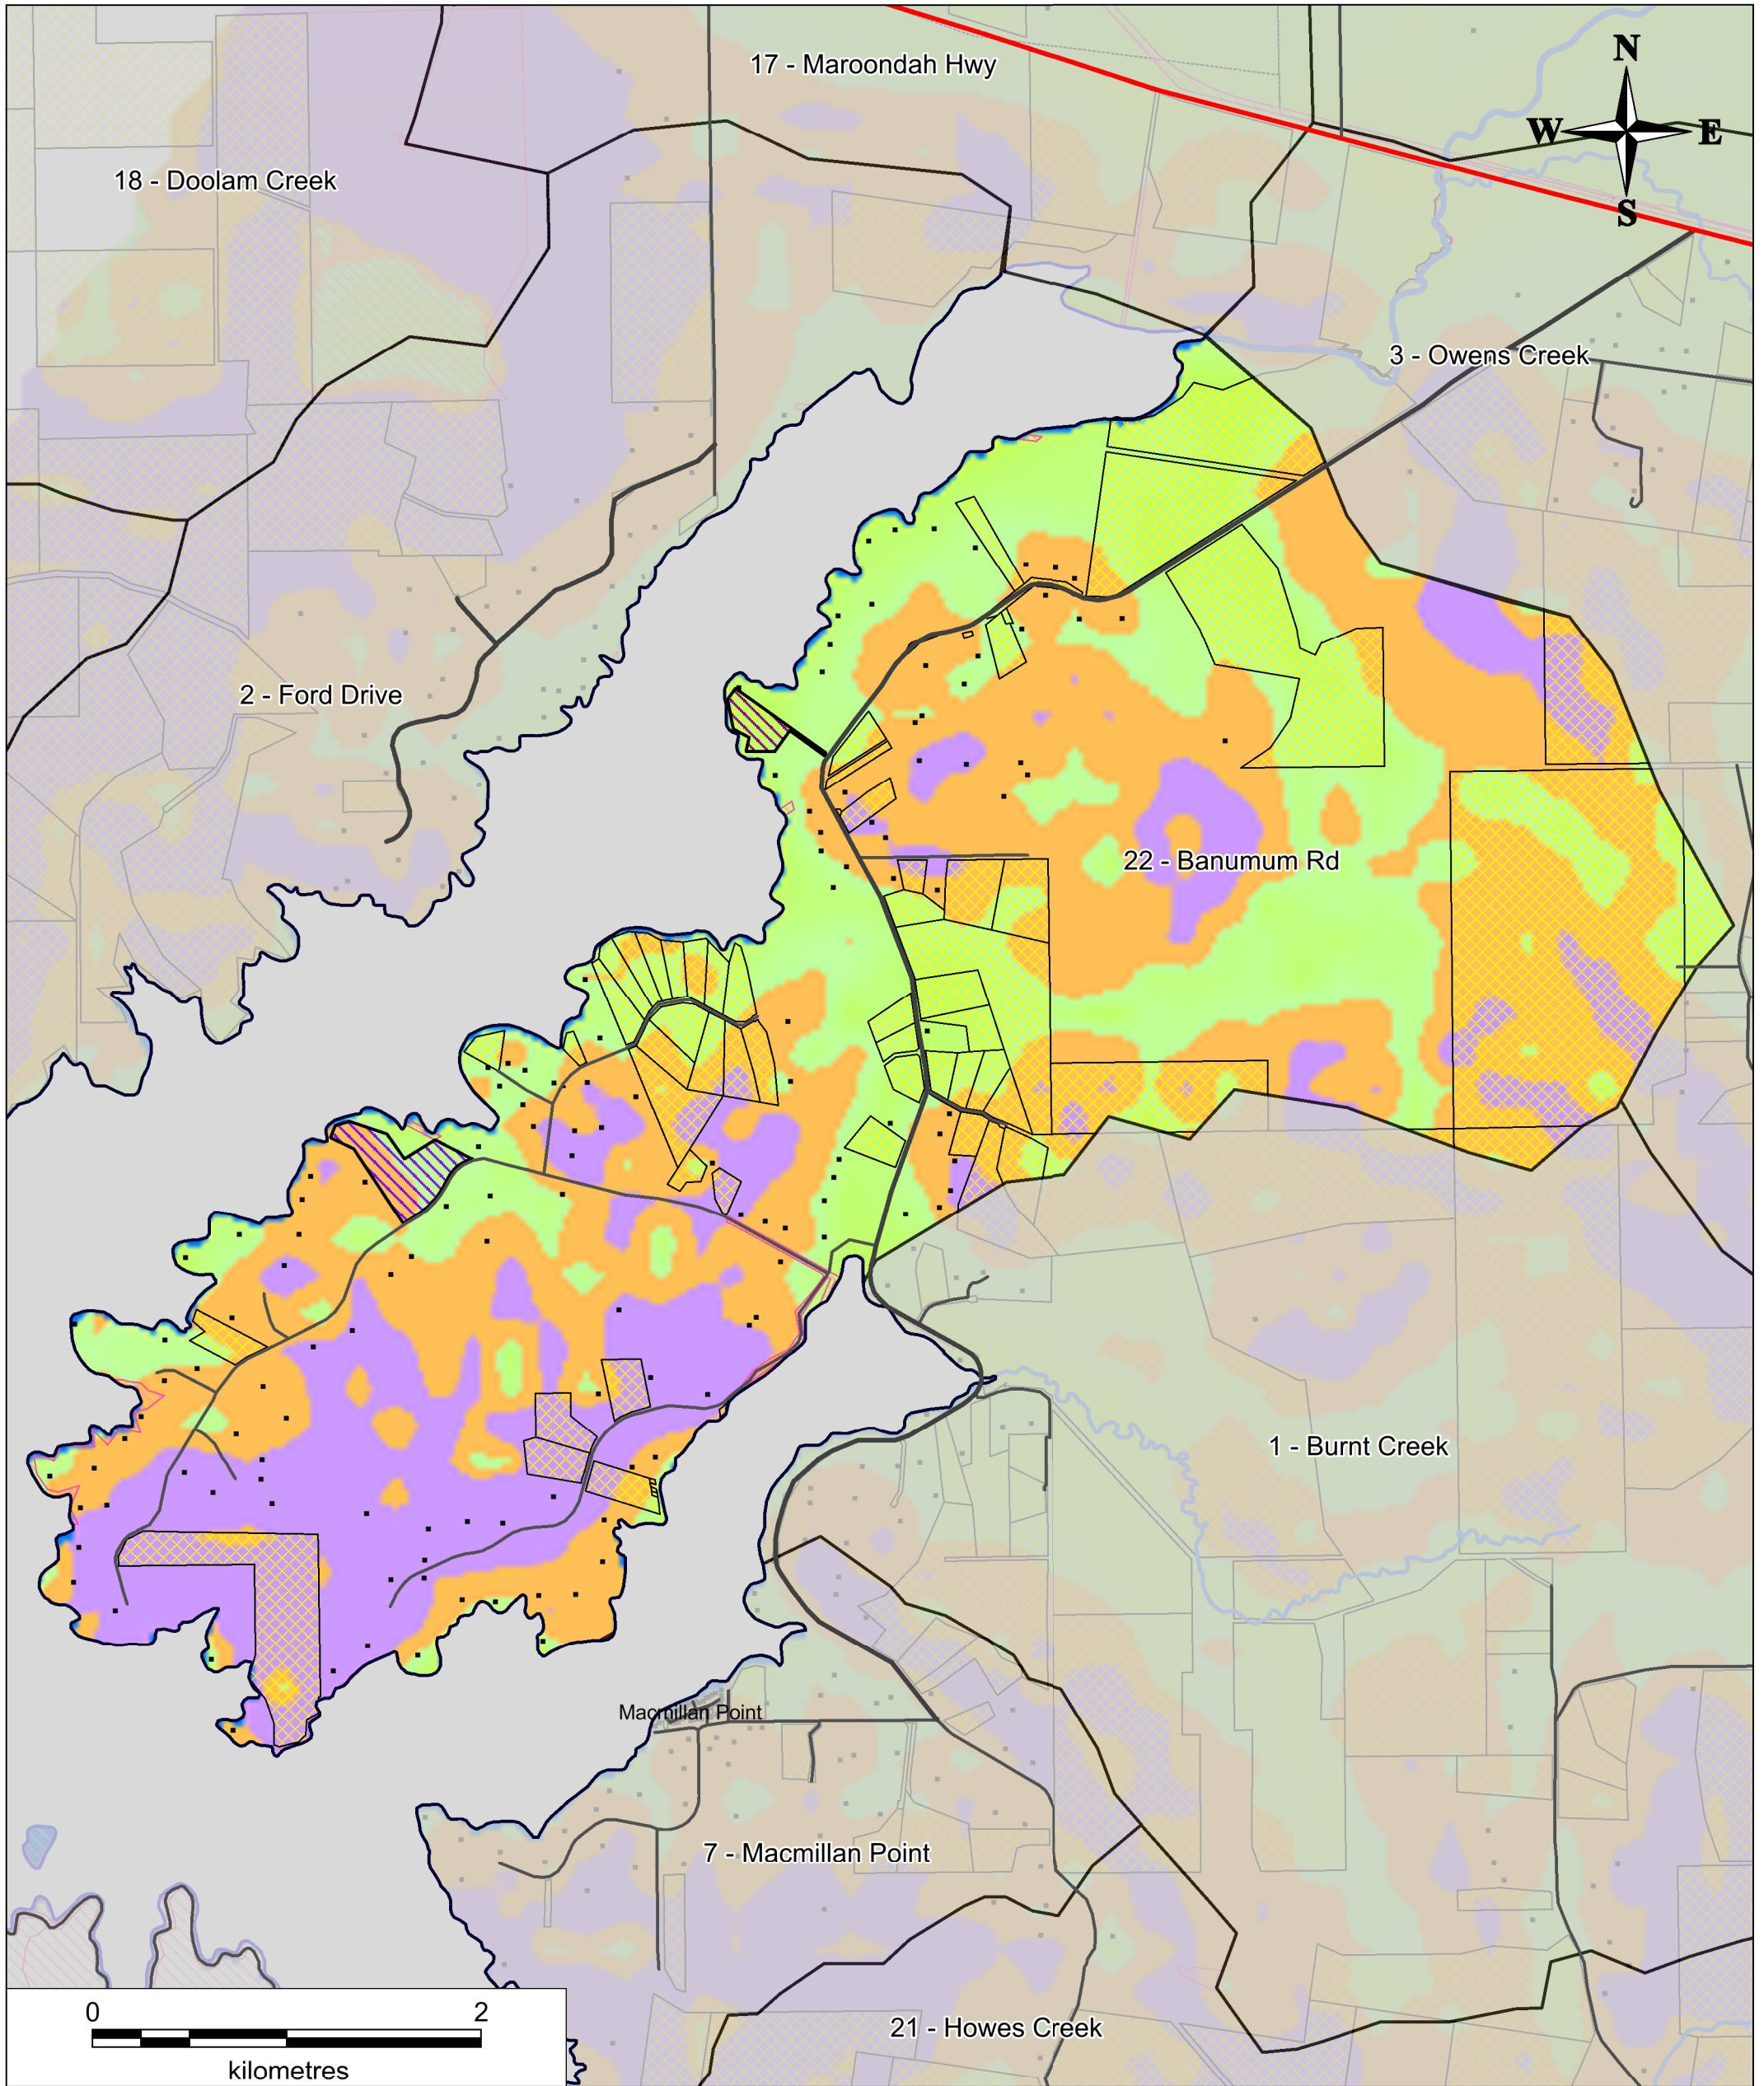 N
17 - Maroondah Hwy
W E
18 - Doolam Creek
S
3 - Owens Creek
2 - Ford Drive
22 - Banumum Rd
1 - Burnt Creek
Macmillan Point
7 - Macmillan Point
0 2
21 - Howes Creek
kilometres